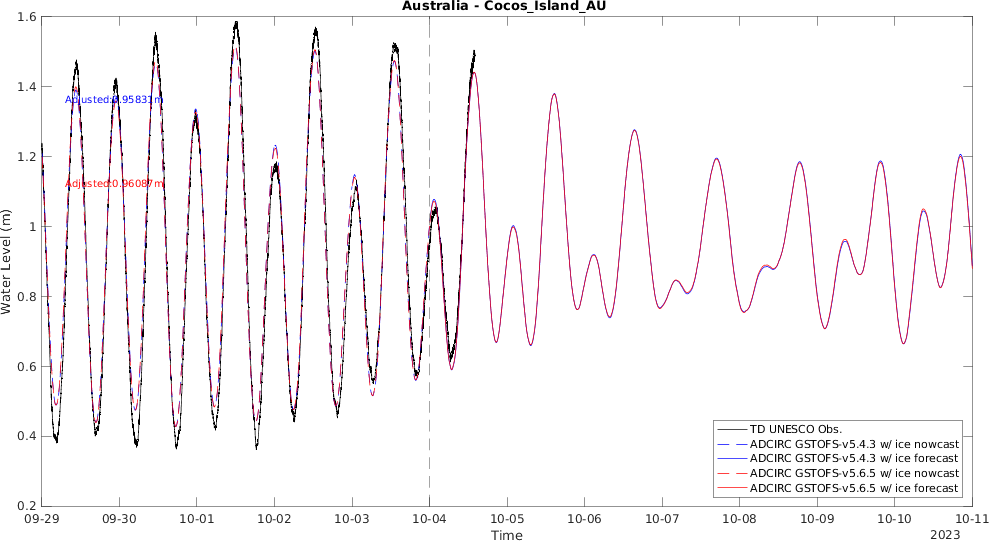 Australia - Cocos_Island_AU
1.6
1.4
1.2
1
0.8
0.6
0.4
0.2
Water Level (m)
Adjusted:0.95831m
Adjusted:0.96087m
TD UNESCO Obs.
ADCIRC GSTOFS-v5.4.3 w/ ice nowcast
ADCIRC GSTOFS-v5.4.3 w/ ice forecast
ADCIRC GSTOFS-v5.6.5 w/ ice nowcast
ADCIRC GSTOFS-v5.6.5 w/ ice forecast
09-29 09-30 10-01 10-02 10-03 10-04 10-05 10-06 10-07 10-08 10-09 10-10 10-11
Time
2023